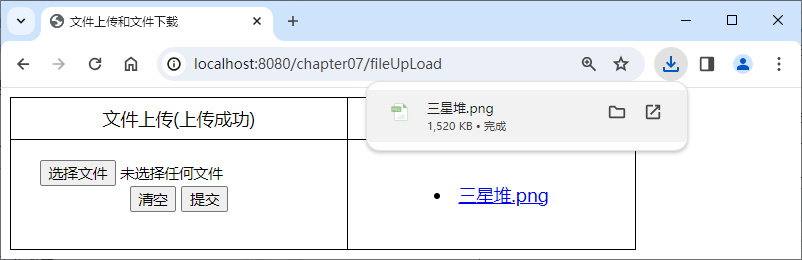 文件上传和文件下载
localhost:8080/chapter07/fileUpLoad
三星堆.png
1,520 KB • 完成
文件上传(上传成功)
选择文件 未选择任何文件
清空 提交
三星堆.png